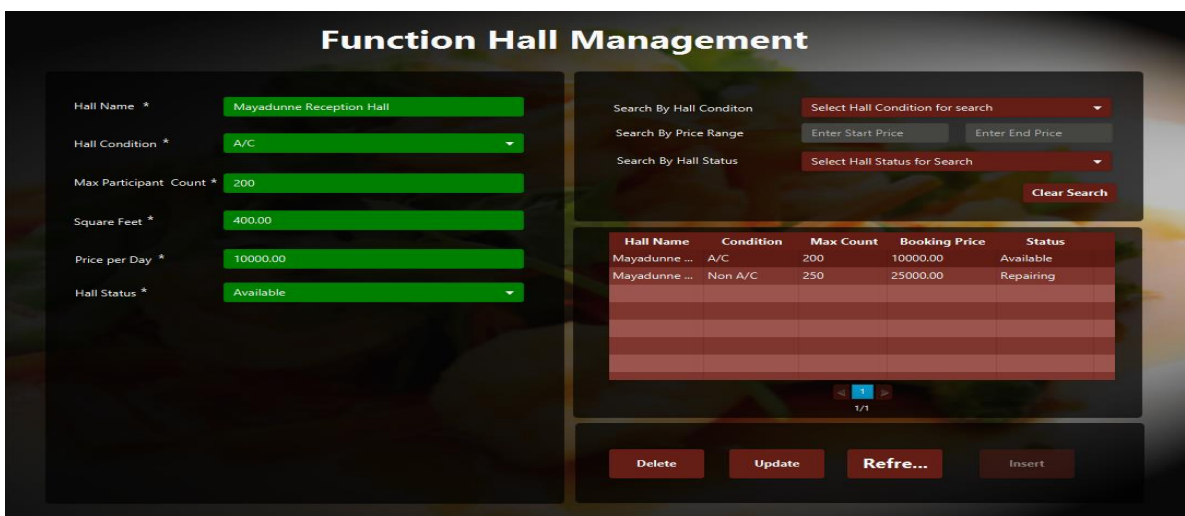 Function Hall Management
Hall Name * Mayadunne Reception Hall
Hall Condition * A/C
Max Participant Count * 200
Square Feet * 400.00
Price per Day * 10000.00
Hall Status * Available
Search By Hall Conditon Select Hall Condition for search
Search By Price Range Enter Start Price Enter End Price
Search By Hall Status Select Hall Status for Search
Clear Search
Hall Name Condition Max Count Booking Price Status
Mayadunne ... A/C 200 10000.00 Available
Mayadunne ... Non A/C 250 25000.00 Repairing
1
1/1
Delete Update Refre... Insert